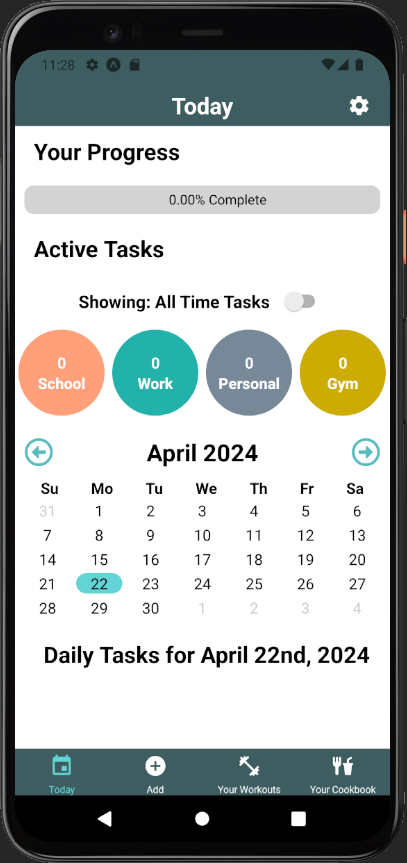 11:28
Today
Your Progress
0.00% Complete
Active Tasks
Showing: All Time Tasks
0 0 0 0
School Work Personal Gym
April 2024
Su Mo Tu We Th Fr Sa
31 1 2 3 4 5 6
7 8 9 10 11 12 13
14 15 16 17 18 19 20
21 22 23 24 25 26 27
28 29 30 1 2 3 4
Daily Tasks for April 22nd, 2024
Today Add Your Workouts Your Cookbook